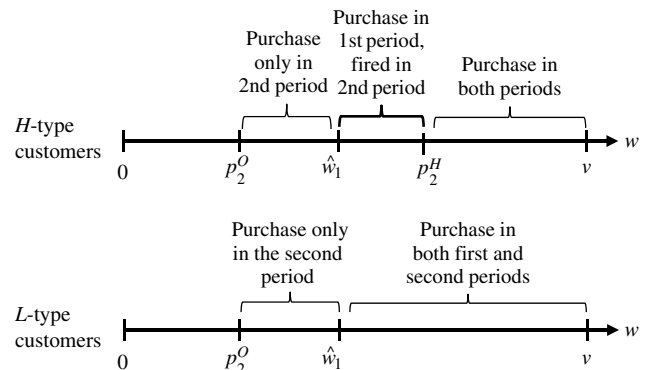 Purchase only in 2nd period
Purchase in 1st period, fired in 2nd period
Purchase in both periods
H-type customers
w
0
p_2^O
ŵ_1
p_2^H
v
Purchase only in the second period
Purchase in both first and second periods
L-type customers
w
0
p_2^O
ŵ_1
v